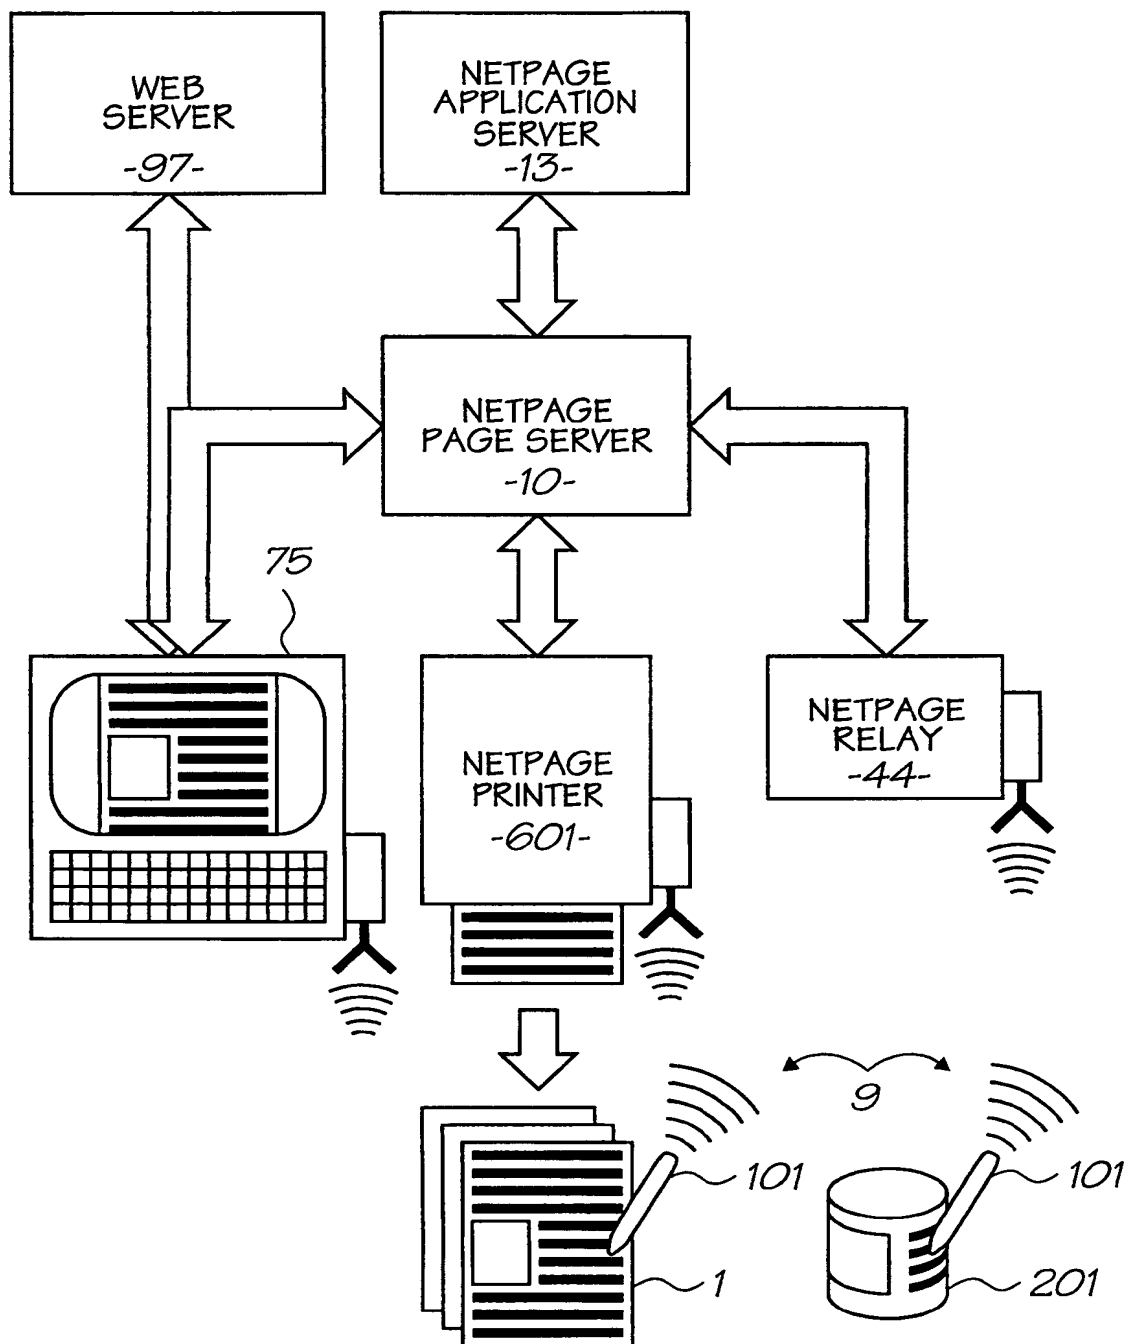 WEB
SERVER
-97-
NETPAGE
APPLICATION
SERVER
-13-
NETPAGE
PAGE SERVER
-10-
75
NETPAGE
PRINTER
-601-
NETPAGE
RELAY
-44-
9
101
101
1
201